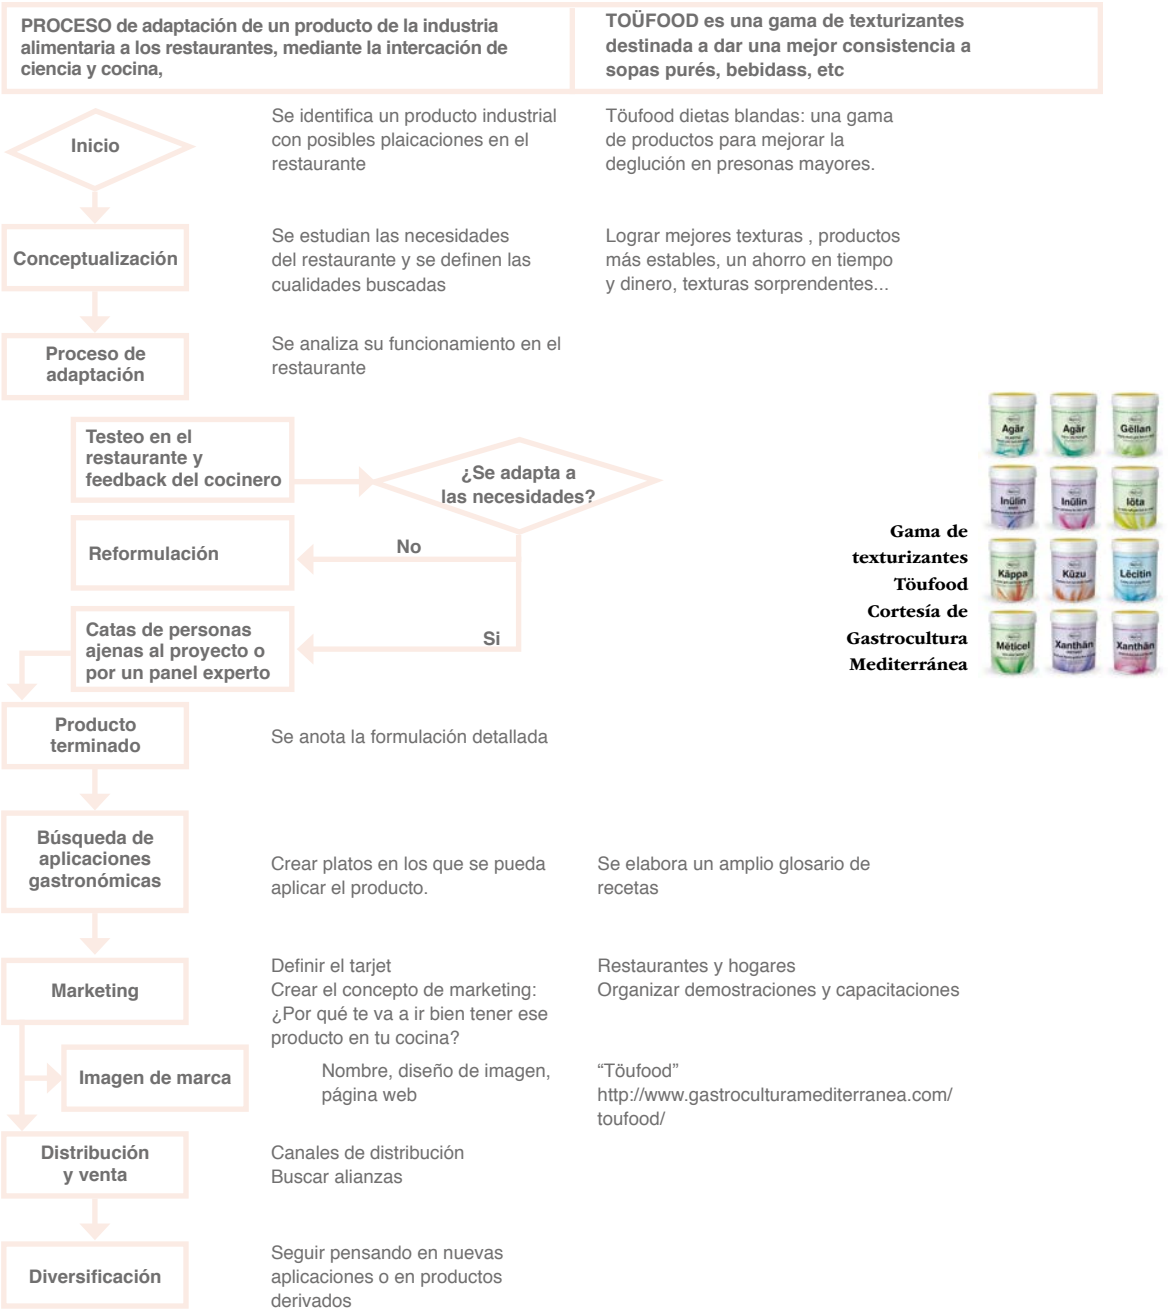 PROCESO de adaptación de un producto de la industria
alimentaria a los restaurantes, mediante la intercación de
ciencia y cocina,
TOÜFOOD es una gama de texturizantes
destinada a dar una mejor consistencia a
sopas purés, bebidass, etc
Inicio
Se identifica un producto industrial
con posibles plaicaciones en el
restaurante
Töufood dietas blandas: una gama
de productos para mejorar la
deglución en presonas mayores.
Conceptualización
Se estudian las necesidades
del restaurante y se definen las
cualidades buscadas
Lograr mejores texturas , productos
más estables, un ahorro en tiempo
y dinero, texturas sorprendentes...
Proceso de
adaptación
Se analiza su funcionamiento en el
restaurante
Testeo en el
restaurante y
feedback del cocinero
¿Se adapta a
las necesidades?
Reformulación
No
Catas de personas
ajenas al proyecto o
por un panel experto
Si
Agär
Agär
Gëllan
Inülin
Inülin
Iöta
Käppa
Küzu
Lëcitin
Mëticel
Xanthän
Xanthän
Gama de
texturizantes
Töufood
Cortesía de
Gastrocultura
Mediterránea
Producto
terminado
Se anota la formulación detallada
Búsqueda de
aplicaciones
gastronómicas
Crear platos en los que se pueda
aplicar el producto.
Se elabora un amplio glosario de
recetas
Marketing
Definir el tarjet
Crear el concepto de marketing:
¿Por qué te va a ir bien tener ese
producto en tu cocina?
Restaurantes y hogares
Organizar demostraciones y capacitaciones
Imagen de marca
Nombre, diseño de imagen,
página web
“Töufood”
http://www.gastroculturamediterranea.com/
toufood/
Distribución
y venta
Canales de distribución
Buscar alianzas
Diversificación
Seguir pensando en nuevas
aplicaciones o en productos
derivados